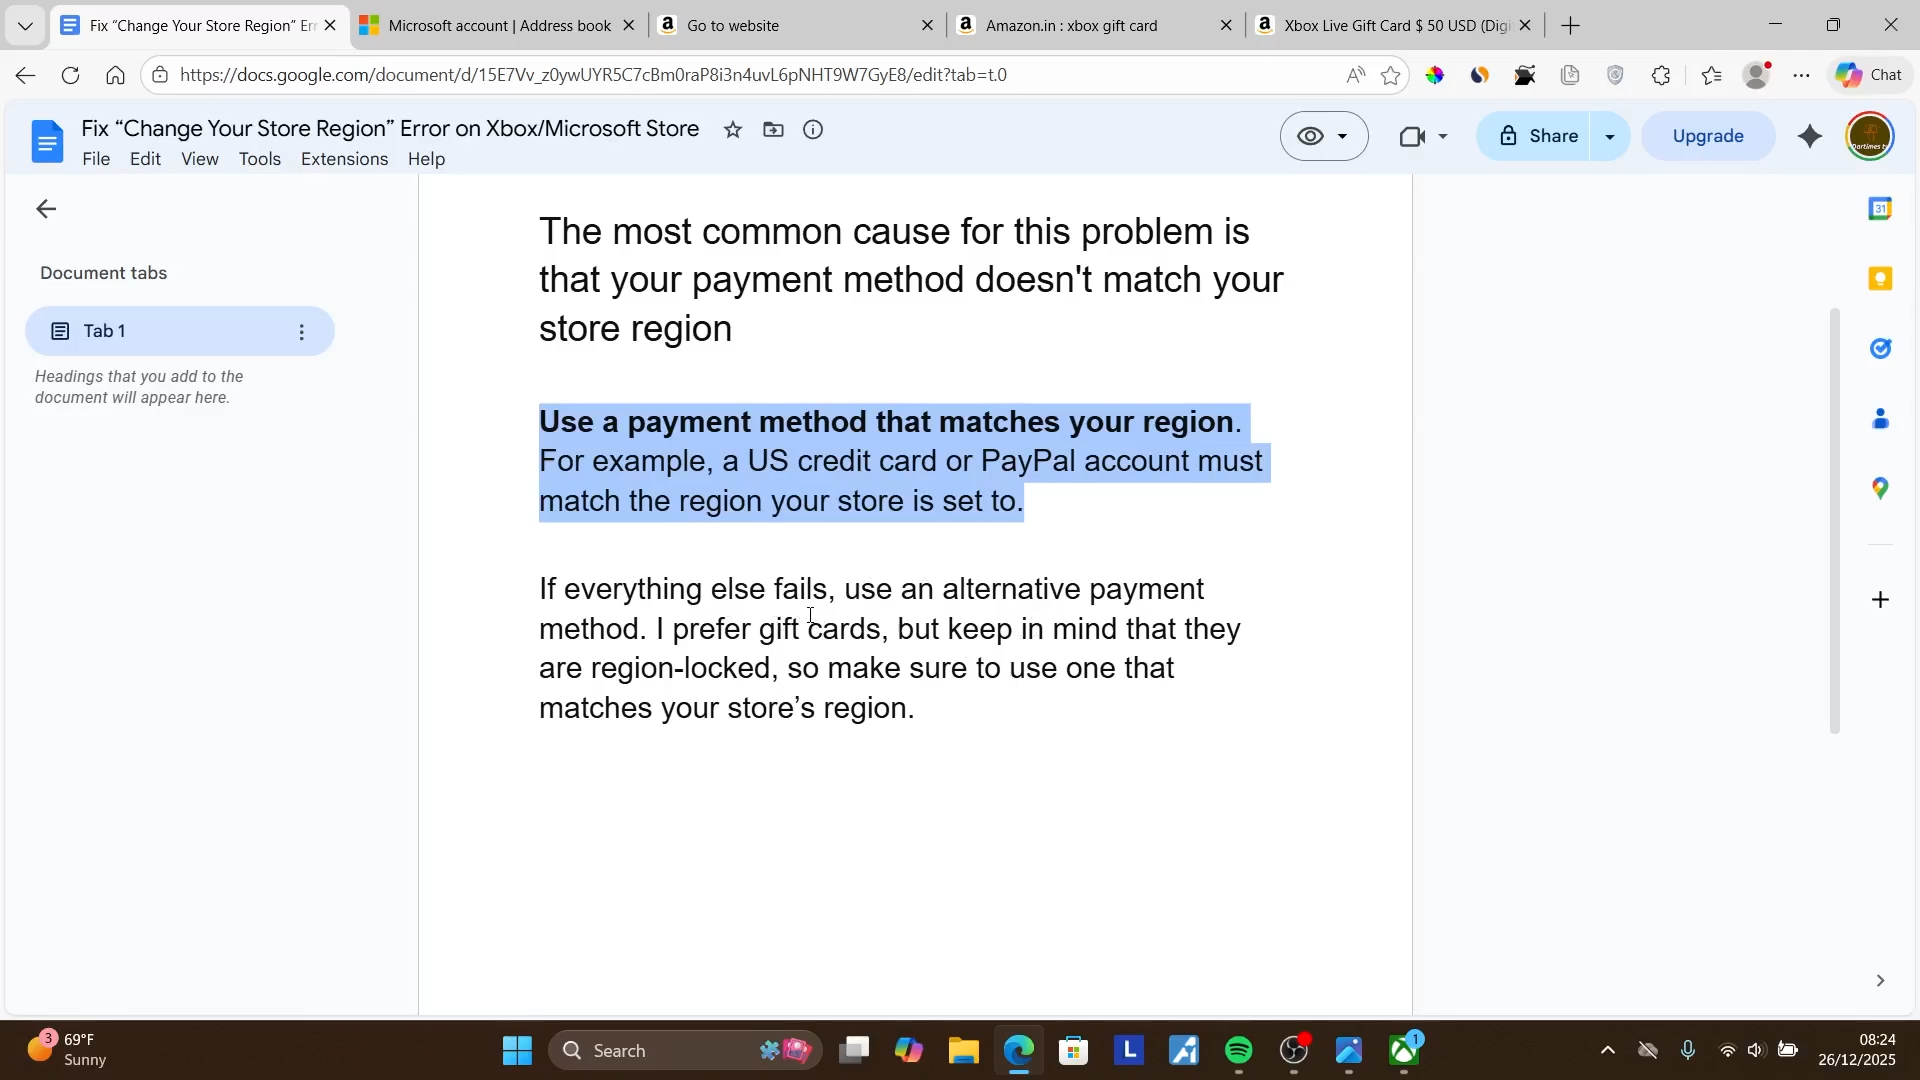 Fix “Change Your Store Region” Err
Microsoft account | Address book
Go to website
Amazon.in : xbox gift card
Xbox Live Gift Card $ 50 USD (Digi
https://docs.google.com/document/d/15E7Vv_z0ywUYR5C7cBm0raP8i3n4uvL6pNHT9W7GyE8/edit?tab=t.0
Chat
Fix “Change Your Store Region” Error on Xbox/Microsoft Store
File Edit View Tools Extensions Help
Share
Upgrade
Document tabs
Tab 1
Headings that you add to the
document will appear here.
The most common cause for this problem is
that your payment method doesn't match your
store region
Use a payment method that matches your region.
For example, a US credit card or PayPal account must
match the region your store is set to.
If everything else fails, use an alternative payment
method. I prefer gift cards, but keep in mind that they
are region-locked, so make sure to use one that
matches your store’s region.
31
3
69°F
Sunny
Search
L
1
08:24
26/12/2025